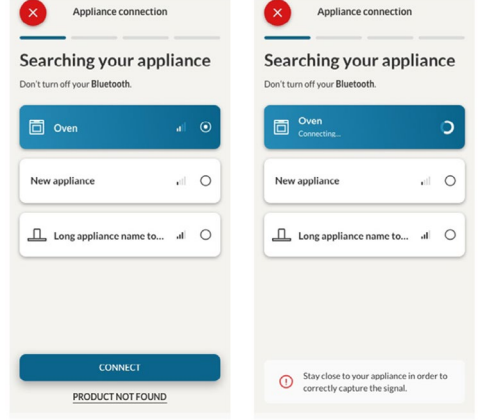 Appliance connection
Searching your appliance
Don't turn off your Bluetooth.
Oven
New appliance
Long appliance name to...
CONNECT
PRODUCT NOT FOUND
Appliance connection
Searching your appliance
Don't turn off your Bluetooth.
Oven
Connecting...
New appliance
Long appliance name to...
Stay close to your appliance in order to
correctly capture the signal.